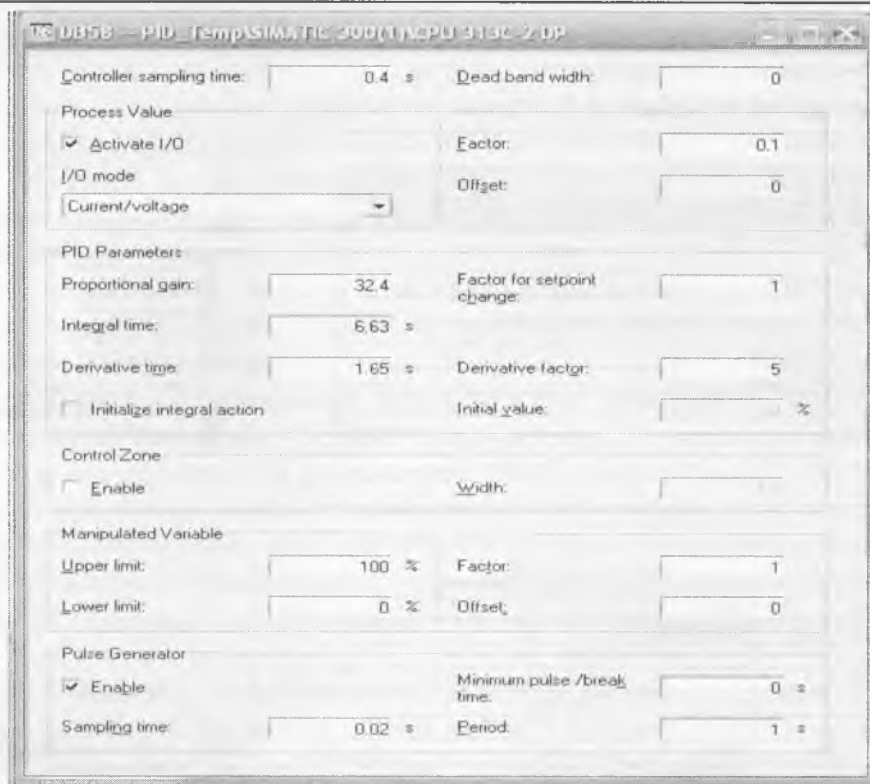 DB58 -- PID_Temp\SIMATIC 300(1)\CPU 313C-2 DP
Controller sampling time: 0.4 s Dead band width: 0
Process Value
Activate I/O Factor: 0.1
I/O mode Offset: 0
Current/voltage
PID Parameters
Proportional gain: 32.4 Factor for setpoint change: 1
Integral time: 6.63 s
Derivative time: 1.65 s Derivative factor: 5
Initialize integral action Initial value: %
Control Zone
Enable Width:
Manipulated Variable
Upper limit: 100 % Factor: 1
Lower limit: 0 % Offset: 0
Pulse Generator
Enable Minimum pulse /break time: 0 s
Sampling time: 0.02 s Period: 1 s